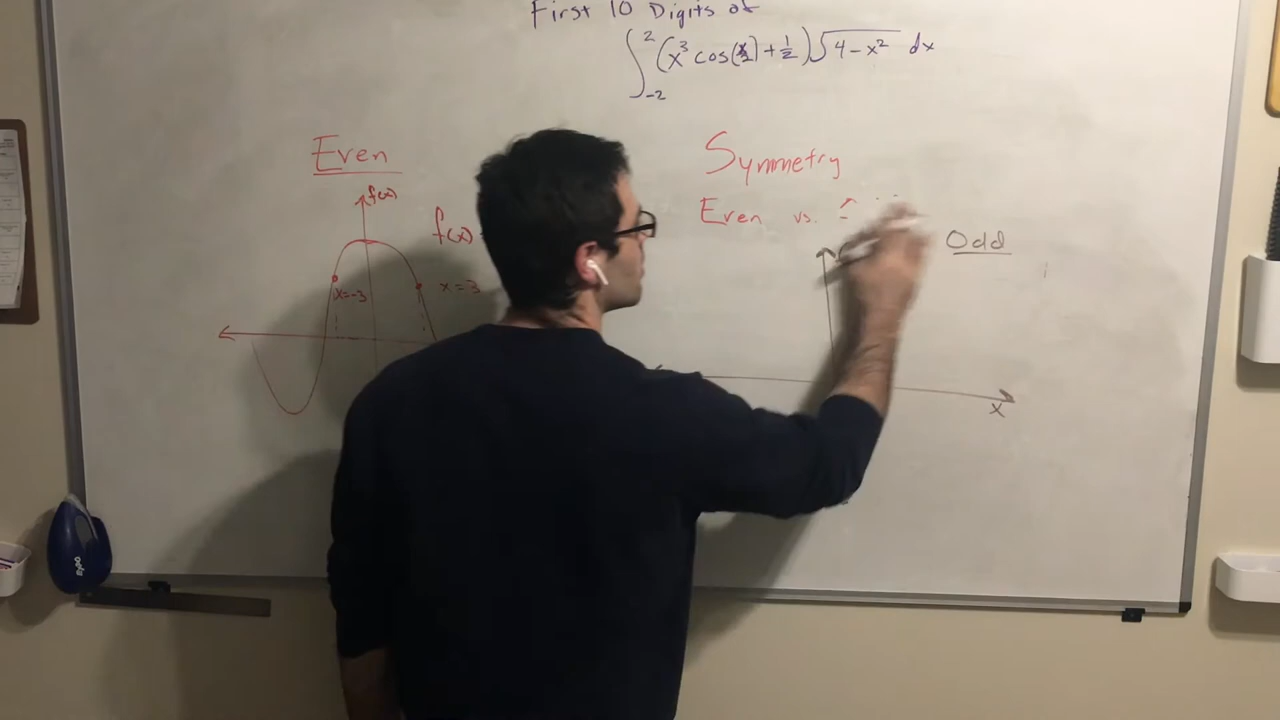 First 10 Digits of
∫_{-2}^{2} (x³ cos(x/2) + 1/2) √(4 - x²) dx
Even
Symmetry
Even vs.
f(x)
f(x)
Odd
x=-3
x=3
x